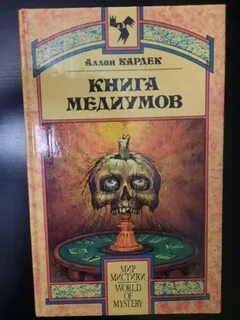 Аллан КАРДЕК
КНИГА
МЕДИУМОВ
МИР
МИСТИКИ
WORLD OF
MYSTERY